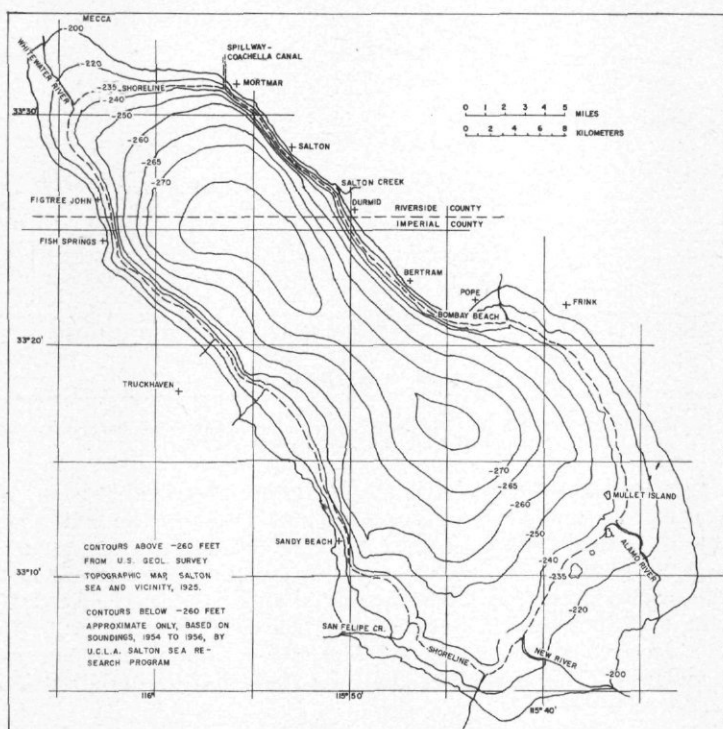 MECCA
-200
SPILLWAY-
COACHELLA CANAL
WHITEWATER RIVER
-220
MORTMAR
-235
SHORELINE
-240
33°30'
-250
0 1 2 3 4 5 MILES
0 2 4 6 8 KILOMETERS
-260
SALTON
-265
-270
SALTON CREEK
FIGTREE JOHN
DURMID
RIVERSIDE COUNTY
IMPERIAL COUNTY
FISH SPRINGS
BERTRAM
POPE
FRINK
BOMBAY BEACH
33°20'
TRUCKHAVEN
-270
-265
MULLET ISLAND
-260
-250
SANDY BEACH
ALAMO RIVER
CONTOURS ABOVE -260 FEET
FROM U.S. GEOL. SURVEY
TOPOGRAPHIC MAP, SALTON
SEA AND VICINITY, 1925.
-240
33°10'
-235
CONTOURS BELOW -260 FEET
APPROXIMATE ONLY, BASED ON
SOUNDINGS, 1954 TO 1956, BY
U.C.L.A. SALTON SEA RE-
SEARCH PROGRAM
-220
SAN FELIPE CR.
SHORELINE
NEW RIVER
-200
116°
115°50'
115°40'